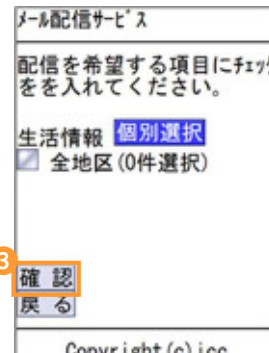 メール配信サービス
配信を希望する項目にチェッ
をを入れてください。
生活情報 個別選択
全地区(0件選択)
3
確 認
戻 る
Copyright(c)jcc